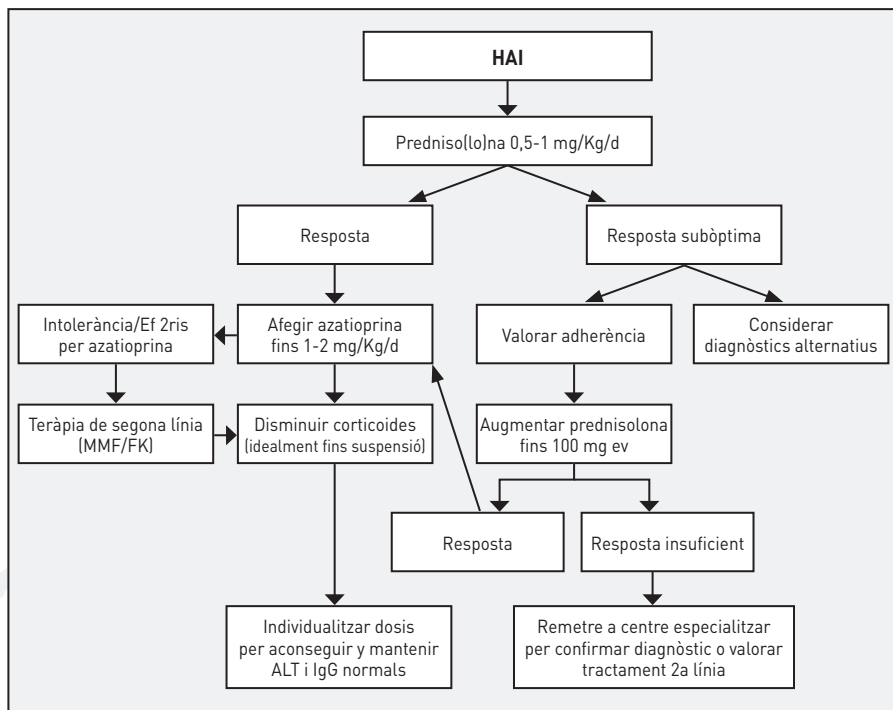 HAI
Predniso(lo)na 0,5-1 mg/Kg/d
Resposta
Resposta subòptima
Intolerància/Ef 2ris
per azatioprina
Afegir azatioprina
fins 1-2 mg/Kg/d
Valorar adherència
Considerar
diagnòstics alternatius
Teràpia de segona línia
(MMF/FK)
Disminuir corticoides
(idealment fins suspensió)
Augmentar prednisolona
fins 100 mg ev
Resposta
Resposta insuficient
Individualitzar dosis
per aconseguir y mantenir
ALT i IgG normals
Remetre a centre especialitzar
per confirmar diagnòstic o valorar
tractament 2a línia